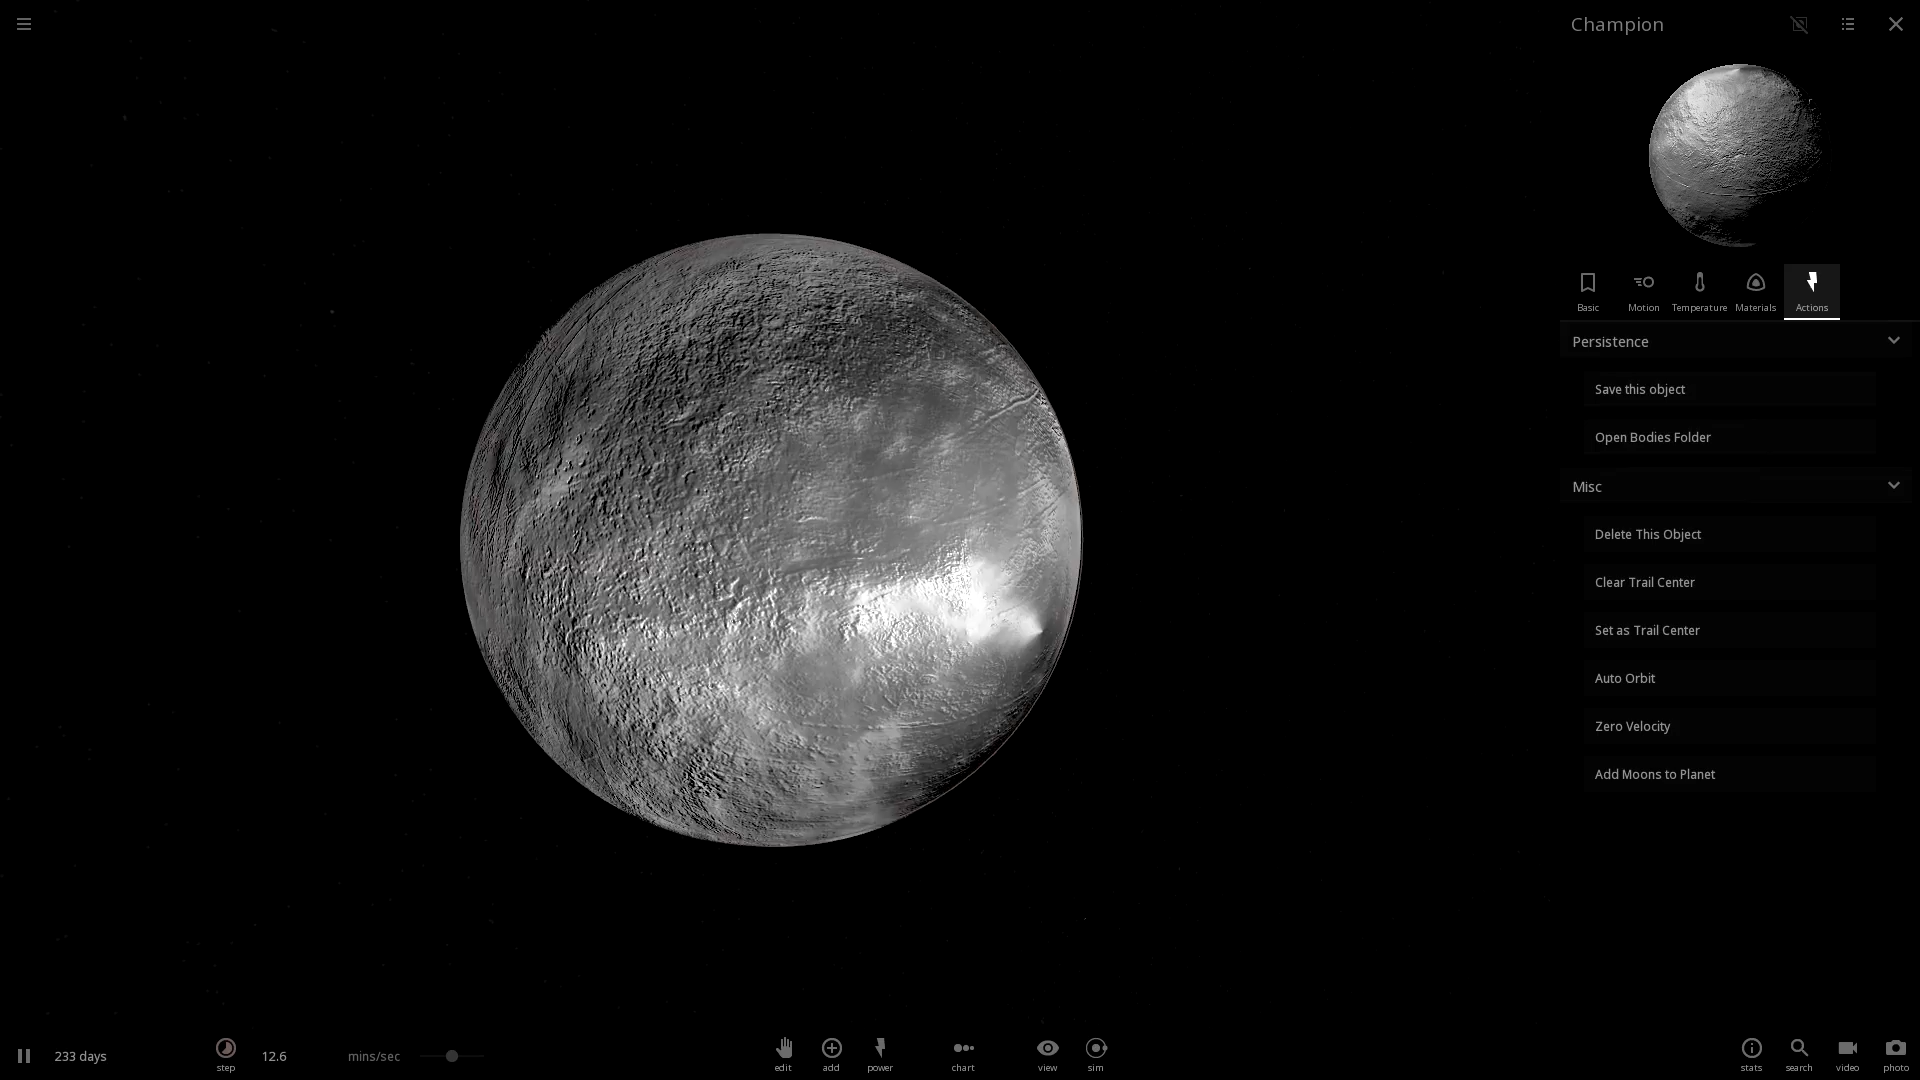 Champion
Basic Motion Temperature Materials Actions
Persistence
Save this object
Open Bodies Folder
Misc
Delete This Object
Clear Trail Center
Set as Trail Center
Auto Orbit
Zero Velocity
Add Moons to Planet
233 days 12.6 mins/sec
step edit add power chart view sim stats search video photo